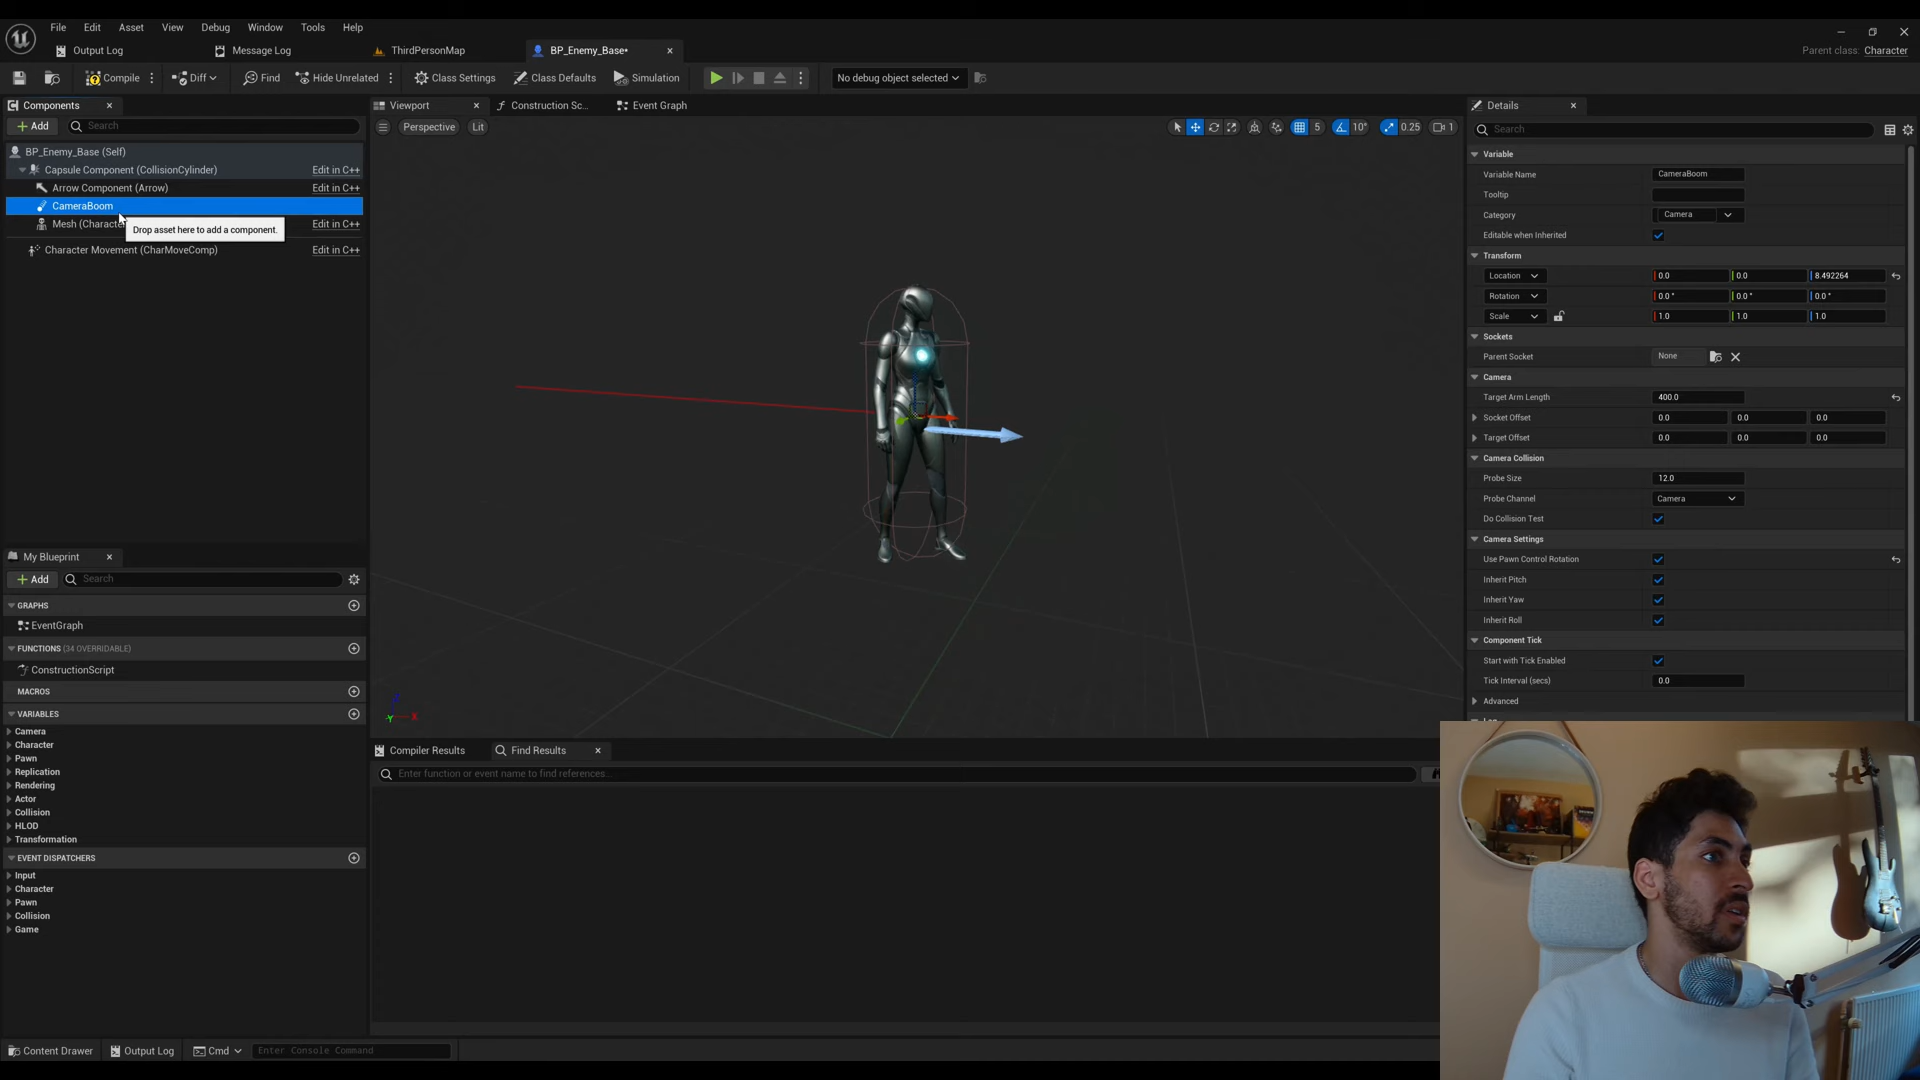 File Edit Asset View Debug Window Tools Help
Output Log Message Log ThirdPersonMap BP_Enemy_Base•
Parent class: Character
Compile Diff Find Hide Unrelated Class Settings Class Defaults Simulation No debug object selected
Components
Add Search
BP_Enemy_Base (Self)
Capsule Component (CollisionCylinder) Edit in C++
Arrow Component (Arrow) Edit in C++
CameraBoom
Mesh (Characte Edit in C++
Drop asset here to add a component.
Character Movement (CharMoveComp) Edit in C++
My Blueprint
Add Search
GRAPHS
EventGraph
FUNCTIONS (34 OVERRIDABLE)
ConstructionScript
MACROS
VARIABLES
Camera
Character
Pawn
Replication
Rendering
Actor
Collision
HLOD
Transformation
EVENT DISPATCHERS
Input
Character
Pawn
Collision
Game
Viewport Construction Sc... Event Graph
Perspective Lit
5 10° 0.25 1
Z
Y X
Compiler Results Find Results
Enter function or event name to find references...
Details
Search
Variable
Variable Name CameraBoom
Tooltip
Category Camera
Editable when Inherited
Transform
Location 0.0 0.0 8.492264
Rotation 0.0° 0.0° 0.0°
Scale 1.0 1.0 1.0
Sockets
Parent Socket None
Camera
Target Arm Length 400.0
Socket Offset 0.0 0.0 0.0
Target Offset 0.0 0.0 0.0
Camera Collision
Probe Size 12.0
Probe Channel Camera
Do Collision Test
Camera Settings
Use Pawn Control Rotation
Inherit Pitch
Inherit Yaw
Inherit Roll
Component Tick
Start with Tick Enabled
Tick Interval (secs) 0.0
Advanced
Content Drawer Output Log Cmd Enter Console Command